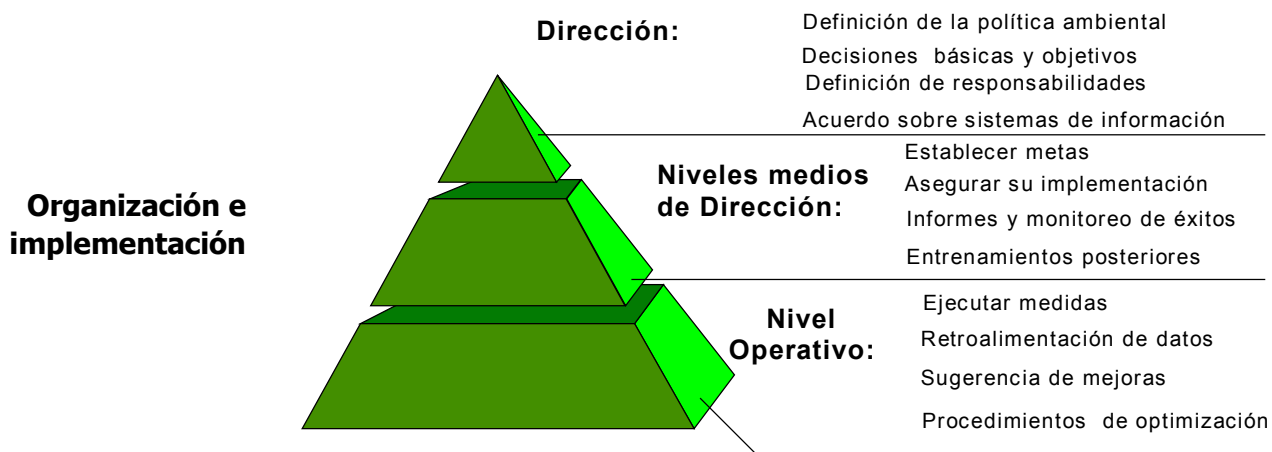 Organización e
implementación
Dirección:
Definición de la política ambiental
Decisiones básicas y objetivos
Definición de responsabilidades
Acuerdo sobre sistemas de información
Niveles medios
de Dirección:
Establecer metas
Asegurar su implementación
Informes y monitoreo de éxitos
Entrenamientos posteriores
Nivel
Operativo:
Ejecutar medidas
Retroalimentación de datos
Sugerencia de mejoras
Procedimientos de optimización